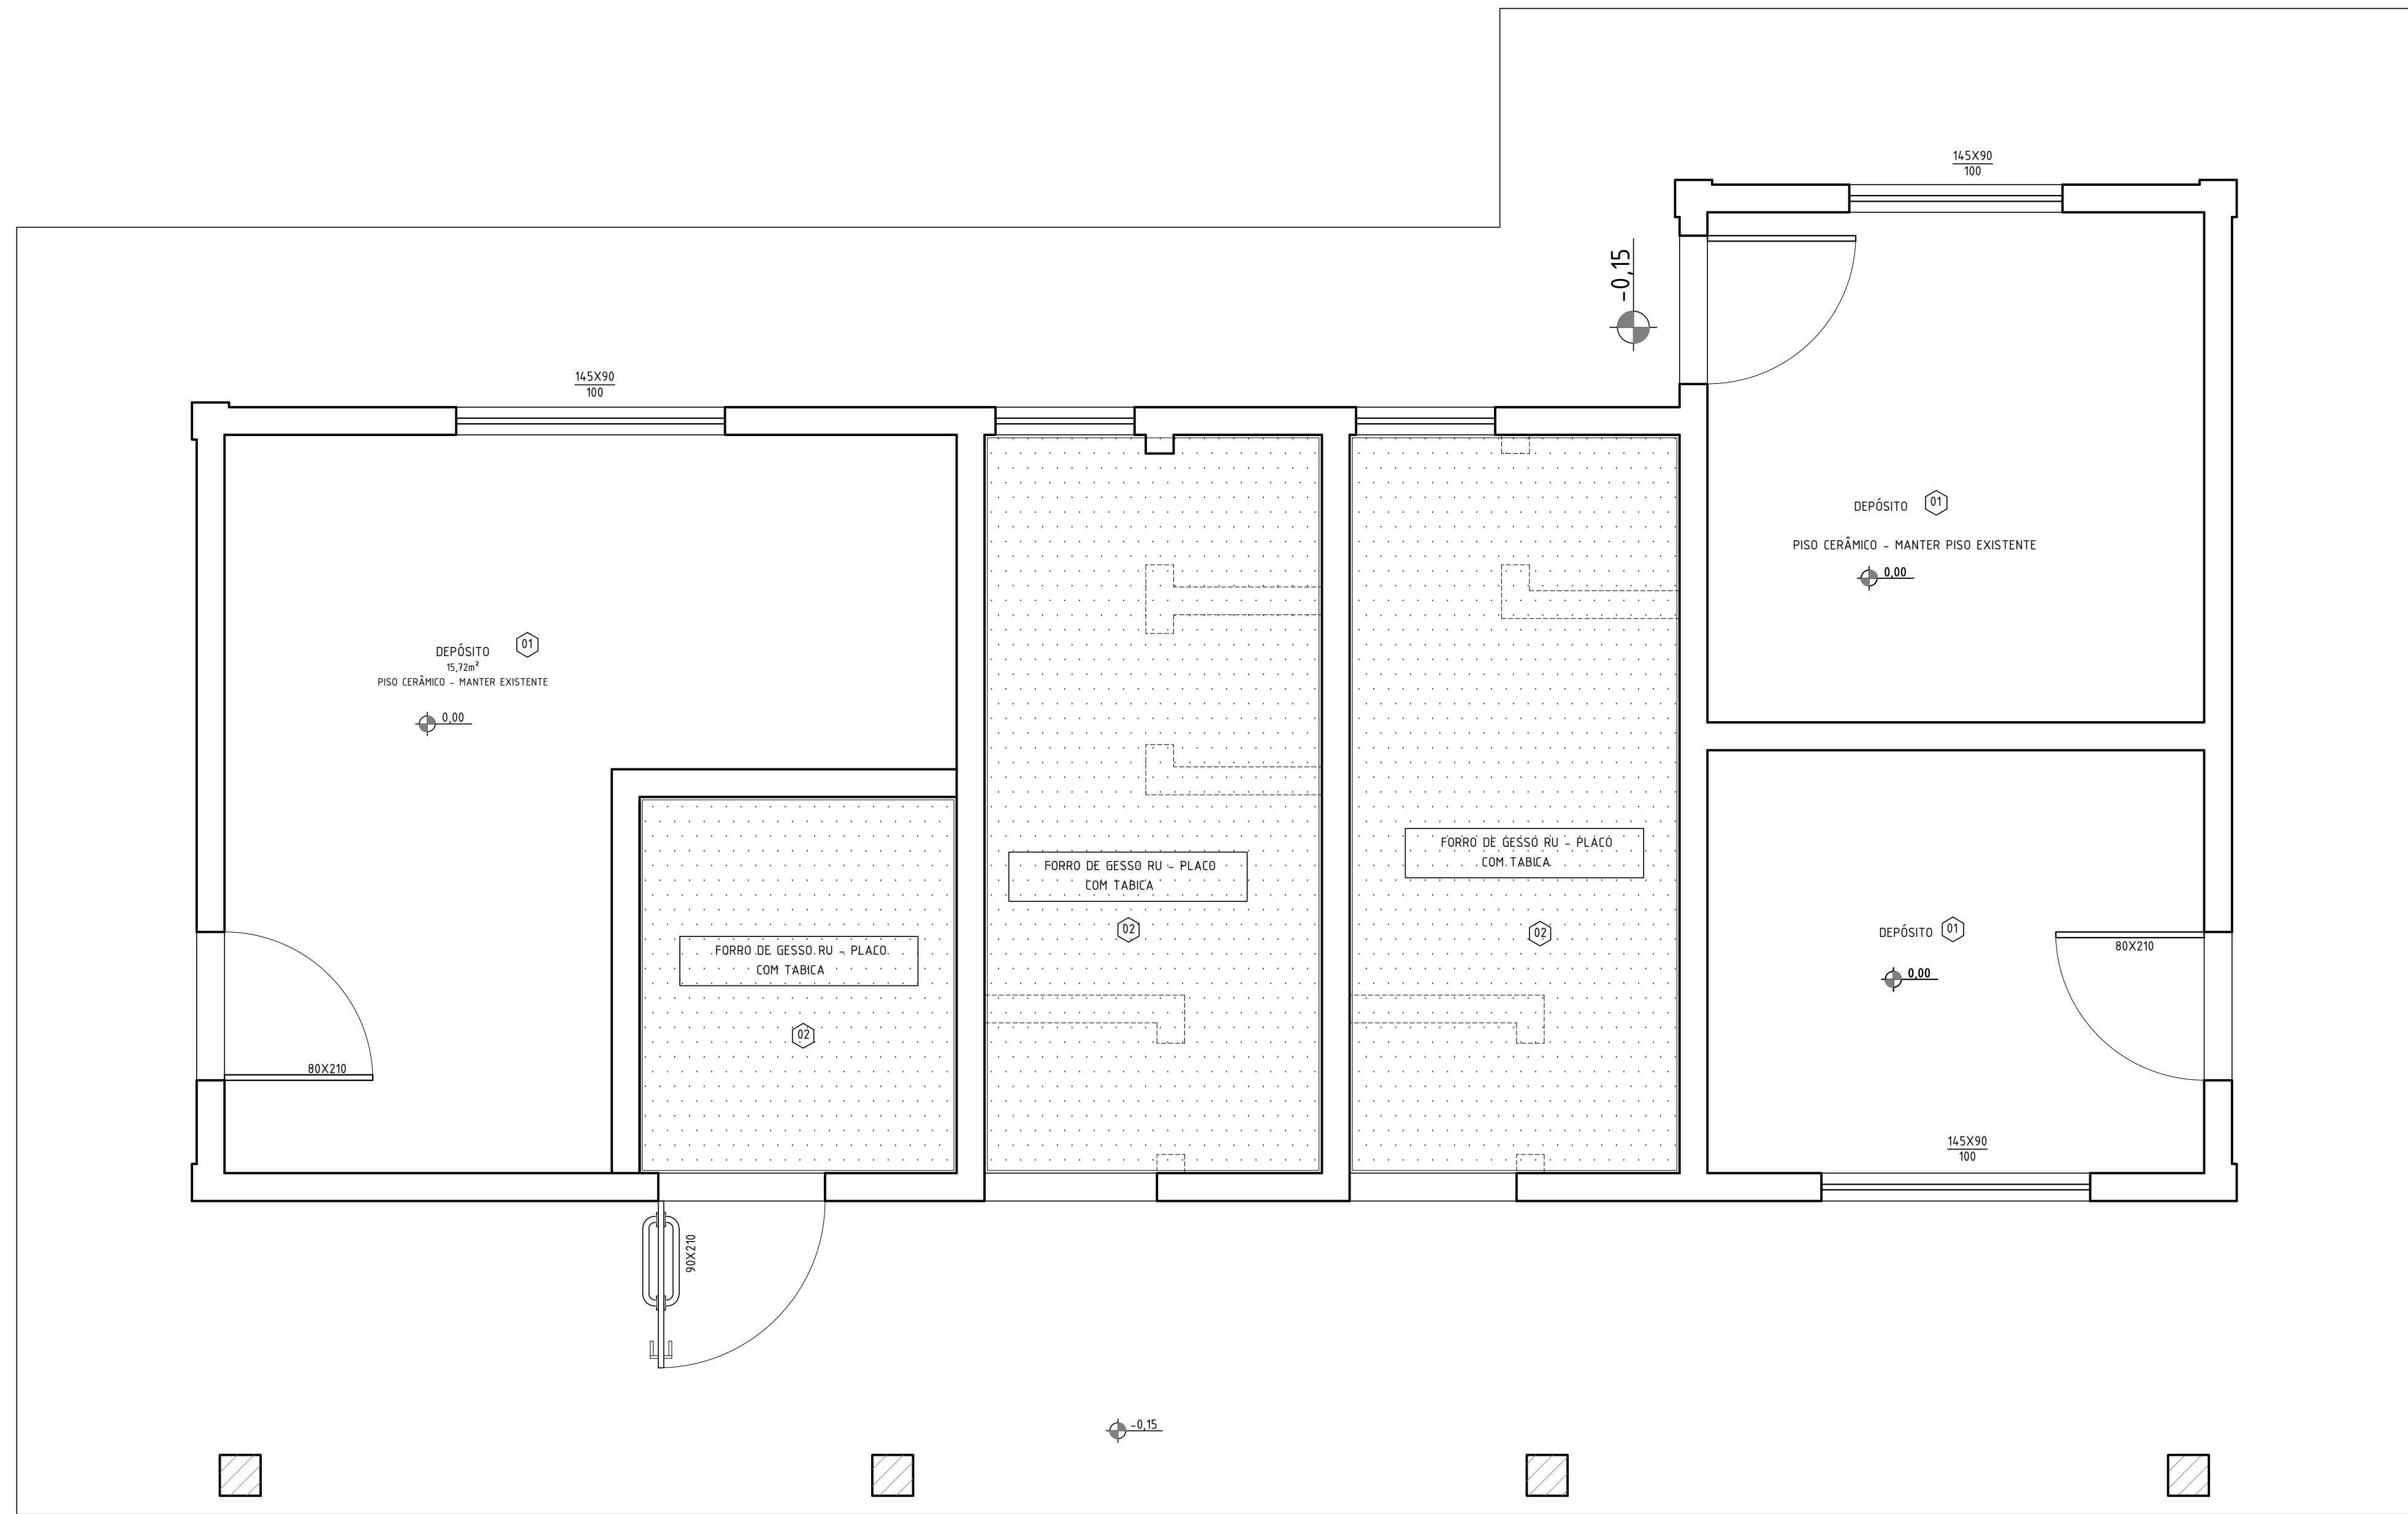 145X90
100
-0,15
145X90
100
DEPÓSITO 01
PISO CERÂMICO - MANTER PISO EXISTENTE
0,00
DEPÓSITO 01
15,72m²
PISO CERÂMICO - MANTER EXISTENTE
0,00
FORRO DE GESSO RU - PLACO
COM TABICA
02
FORRO DE GESSO RU - PLACO
COM TABICA
02
FORRO DE GESSO RU - PLACO
COM TABICA
02
DEPÓSITO 01
0,00
80X210
80X210
145X90
100
90X210
-0,15